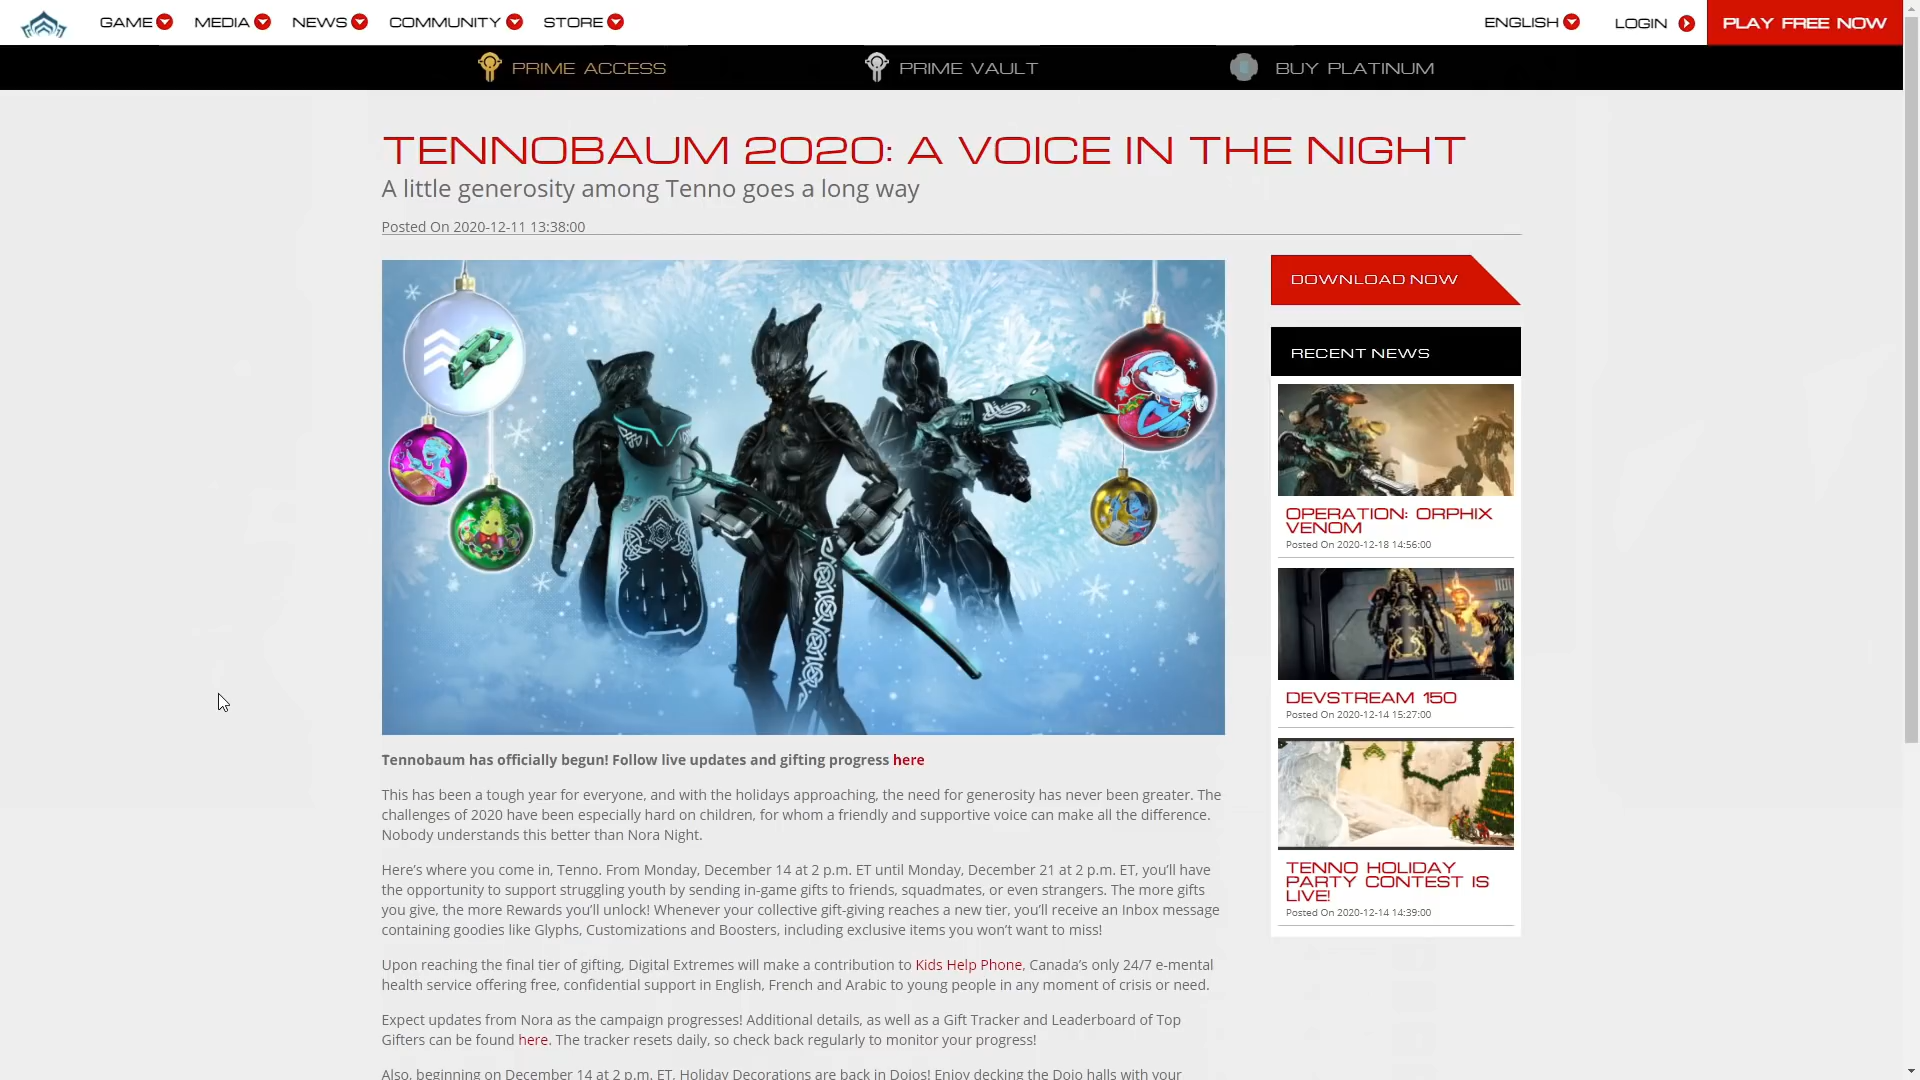 GAME MEDIA NEWS COMMUNITY STORE ENGLISH LOGIN PLAY FREE NOW
PRIME ACCESS PRIME VAULT BUY PLATINUM
TENNOBAUM 2020: A VOICE IN THE NIGHT
A little generosity among Tenno goes a long way
Posted On 2020-12-11 13:38:00
Tennobaum has officially begun! Follow live updates and gifting progress here
This has been a tough year for everyone, and with the holidays approaching, the need for generosity has never been greater. The
challenges of 2020 have been especially hard on children, for whom a friendly and supportive voice can make all the difference.
Nobody understands this better than Nora Night.
Here's where you come in, Tenno. From Monday, December 14 at 2 p.m. ET until Monday, December 21 at 2 p.m. ET, you'll have
the opportunity to support struggling youth by sending in-game gifts to friends, squadmates, or even strangers. The more gifts
you give, the more Rewards you'll unlock! Whenever your collective gift-giving reaches a new tier, you'll receive an Inbox message
containing goodies like Glyphs, Customizations and Boosters, including exclusive items you won't want to miss!
Upon reaching the final tier of gifting, Digital Extremes will make a contribution to Kids Help Phone, Canada's only 24/7 e-mental
health service offering free, confidential support in English, French and Arabic to young people in any moment of crisis or need.
Expect updates from Nora as the campaign progresses! Additional details, as well as a Gift Tracker and Leaderboard of Top
Gifters can be found here. The tracker resets daily, so check back regularly to monitor your progress!
Also, beginning on December 14 at 2 p.m. ET, Holiday Decorations are back in Dojos! Enjoy decking the Dojo halls with your
DOWNLOAD NOW
RECENT NEWS
OPERATION: ORPHIX
VENOM
Posted On 2020-12-18 14:56:00
DEVSTREAM 150
Posted On 2020-12-14 15:27:00
TENNO HOLIDAY
PARTY CONTEST IS
LIVE!
Posted On 2020-12-14 14:39:00